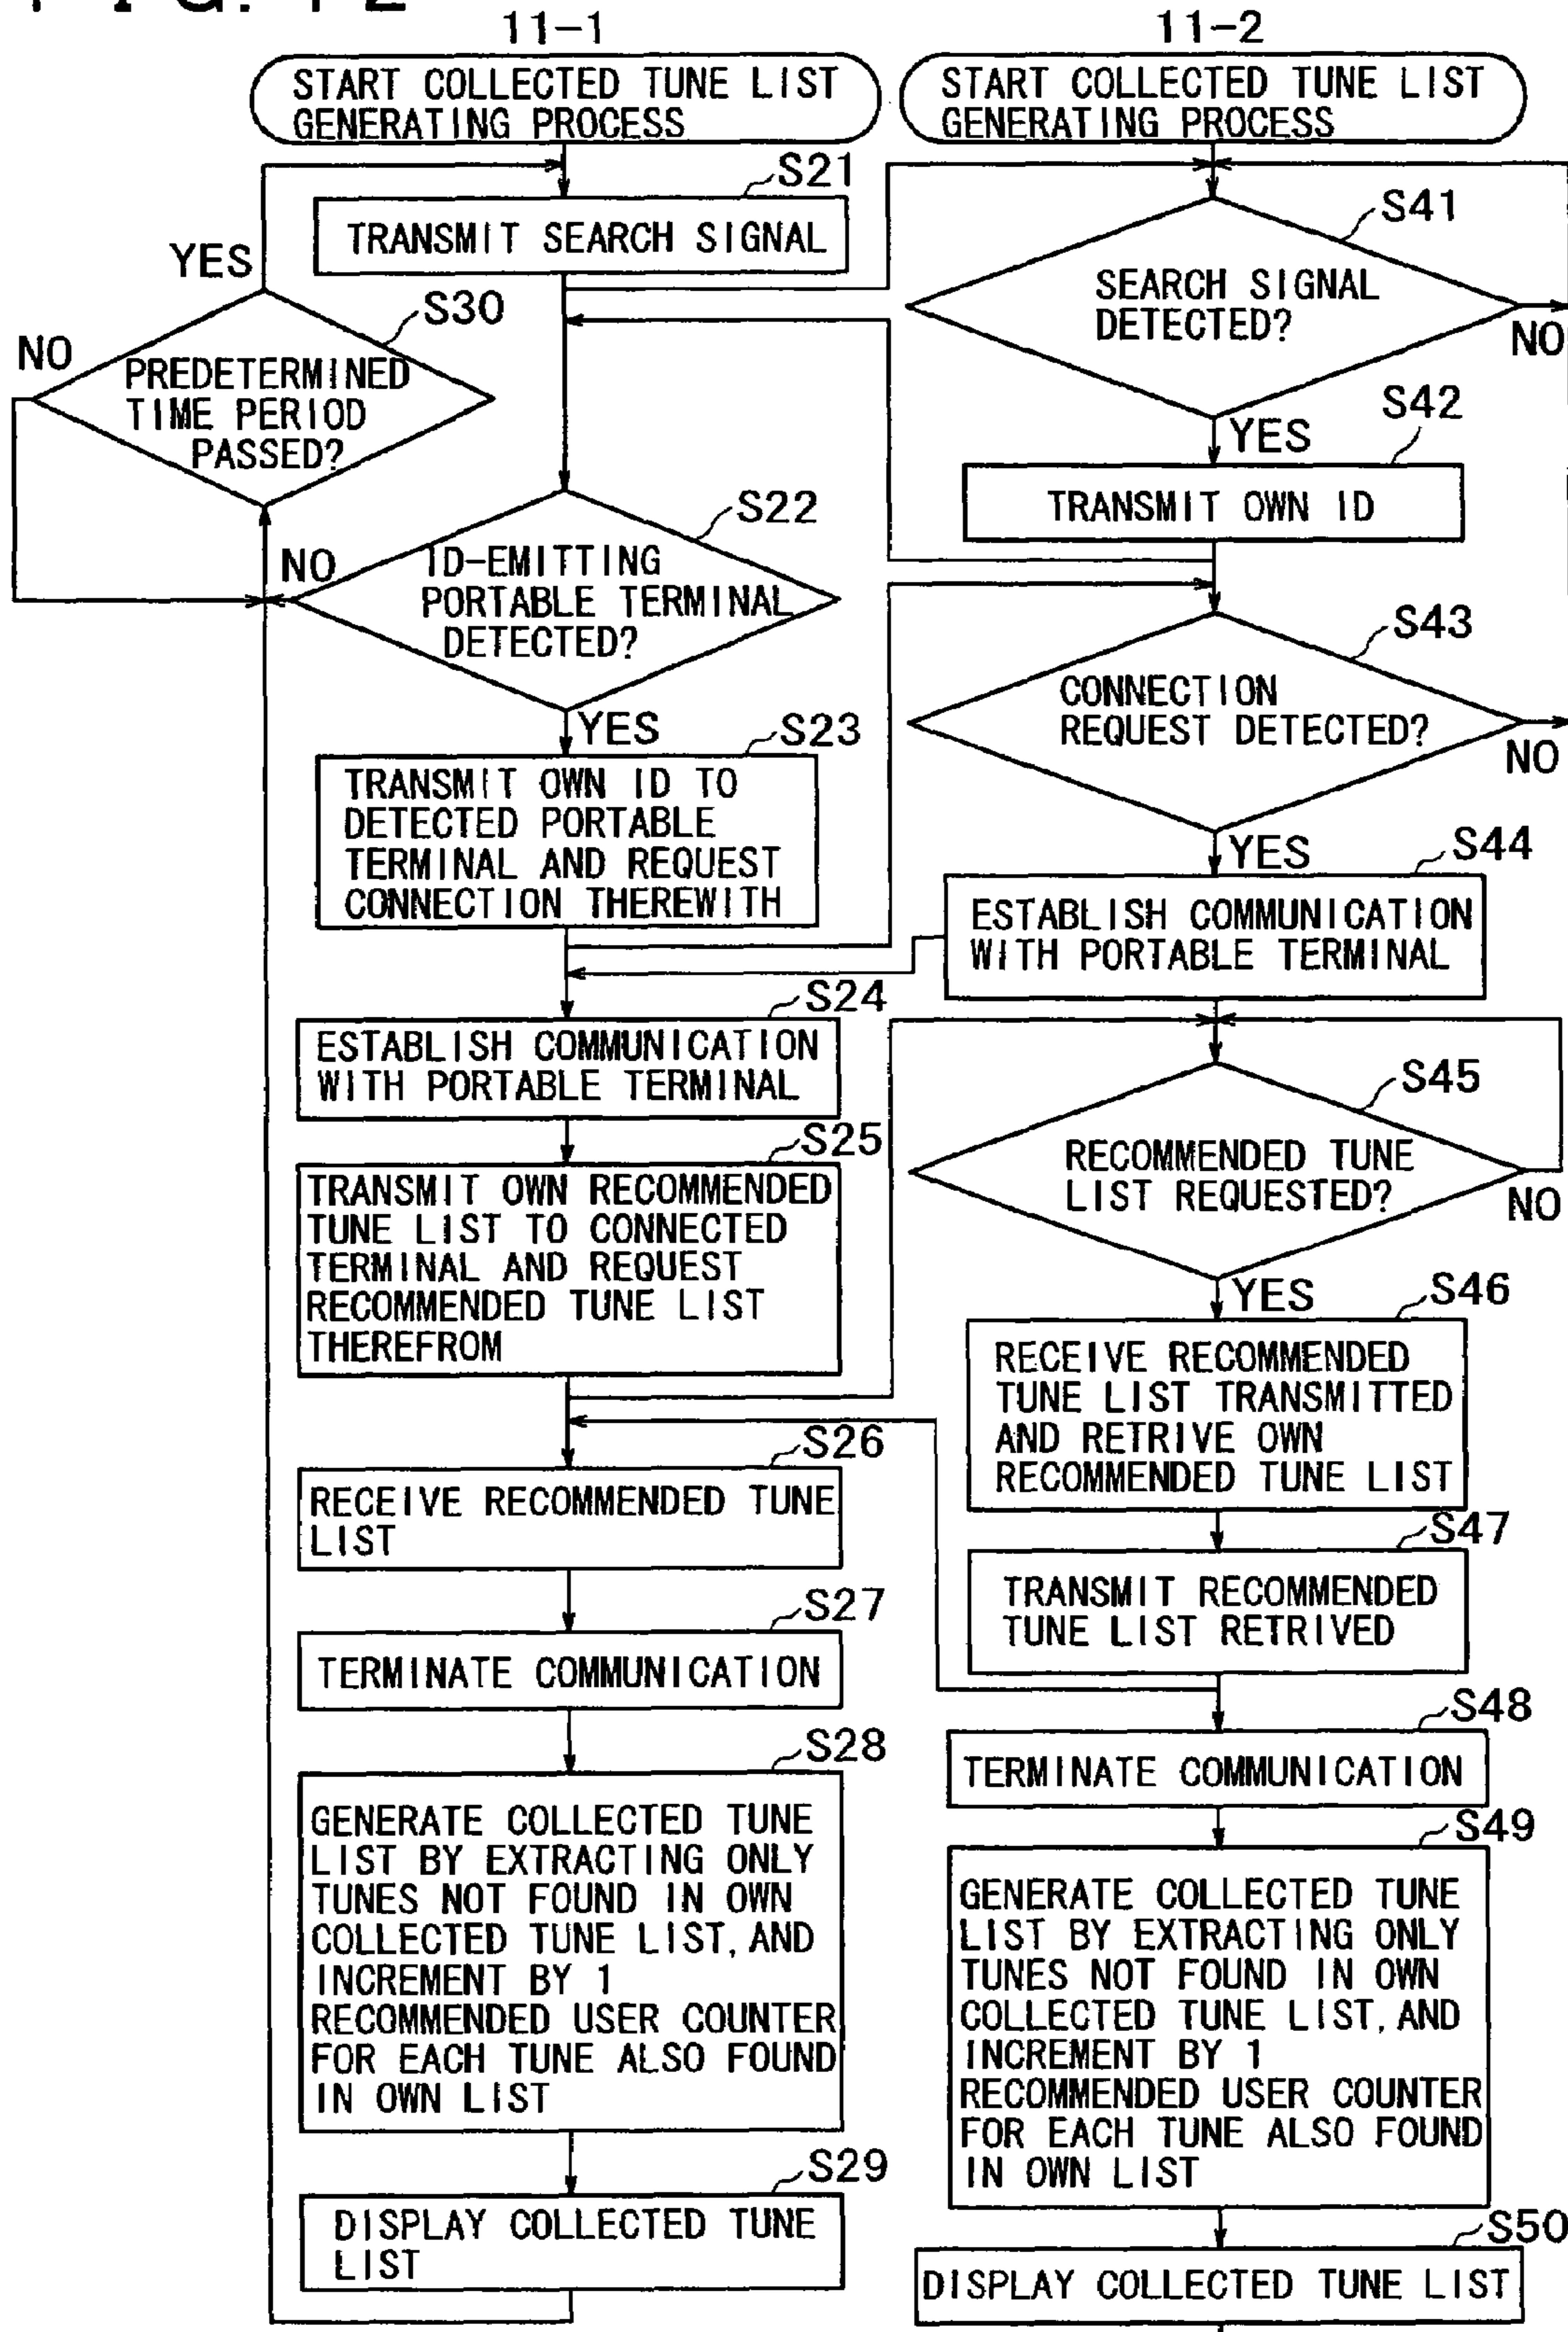 FIG. 12
11-1
START COLLECTED TUNE LIST
GENERATING PROCESS
S21
TRANSMIT SEARCH SIGNAL
YES
S30
NO
PREDETERMINED
TIME PERIOD
PASSED?
S22
NO
ID-EMITTING
PORTABLE TERMINAL
DETECTED?
YES
S23
TRANSMIT OWN ID TO
DETECTED PORTABLE
TERMINAL AND REQUEST
CONNECTION THEREWITH
S24
ESTABLISH COMMUNICATION
WITH PORTABLE TERMINAL
S25
TRANSMIT OWN RECOMMENDED
TUNE LIST TO CONNECTED
TERMINAL AND REQUEST
RECOMMENDED TUNE LIST
THEREFROM
S26
RECEIVE RECOMMENDED TUNE
LIST
S27
TERMINATE COMMUNICATION
S28
GENERATE COLLECTED TUNE
LIST BY EXTRACTING ONLY
TUNES NOT FOUND IN OWN
COLLECTED TUNE LIST, AND
INCREMENT BY 1
RECOMMENDED USER COUNTER
FOR EACH TUNE ALSO FOUND
IN OWN LIST
S29
DISPLAY COLLECTED TUNE
LIST
11-2
START COLLECTED TUNE LIST
GENERATING PROCESS
S41
SEARCH SIGNAL
DETECTED?
NO
YES
S42
TRANSMIT OWN ID
S43
CONNECTION
REQUEST DETECTED?
NO
YES
S44
ESTABLISH COMMUNICATION
WITH PORTABLE TERMINAL
S45
RECOMMENDED TUNE
LIST REQUESTED?
NO
YES
S46
RECEIVE RECOMMENDED
TUNE LIST TRANSMITTED
AND RETRIVE OWN
RECOMMENDED TUNE LIST
S47
TRANSMIT RECOMMENDED
TUNE LIST RETRIVED
S48
TERMINATE COMMUNICATION
S49
GENERATE COLLECTED TUNE
LIST BY EXTRACTING ONLY
TUNES NOT FOUND IN OWN
COLLECTED TUNE LIST, AND
INCREMENT BY 1
RECOMMENDED USER COUNTER
FOR EACH TUNE ALSO FOUND
IN OWN LIST
S50
DISPLAY COLLECTED TUNE LIST